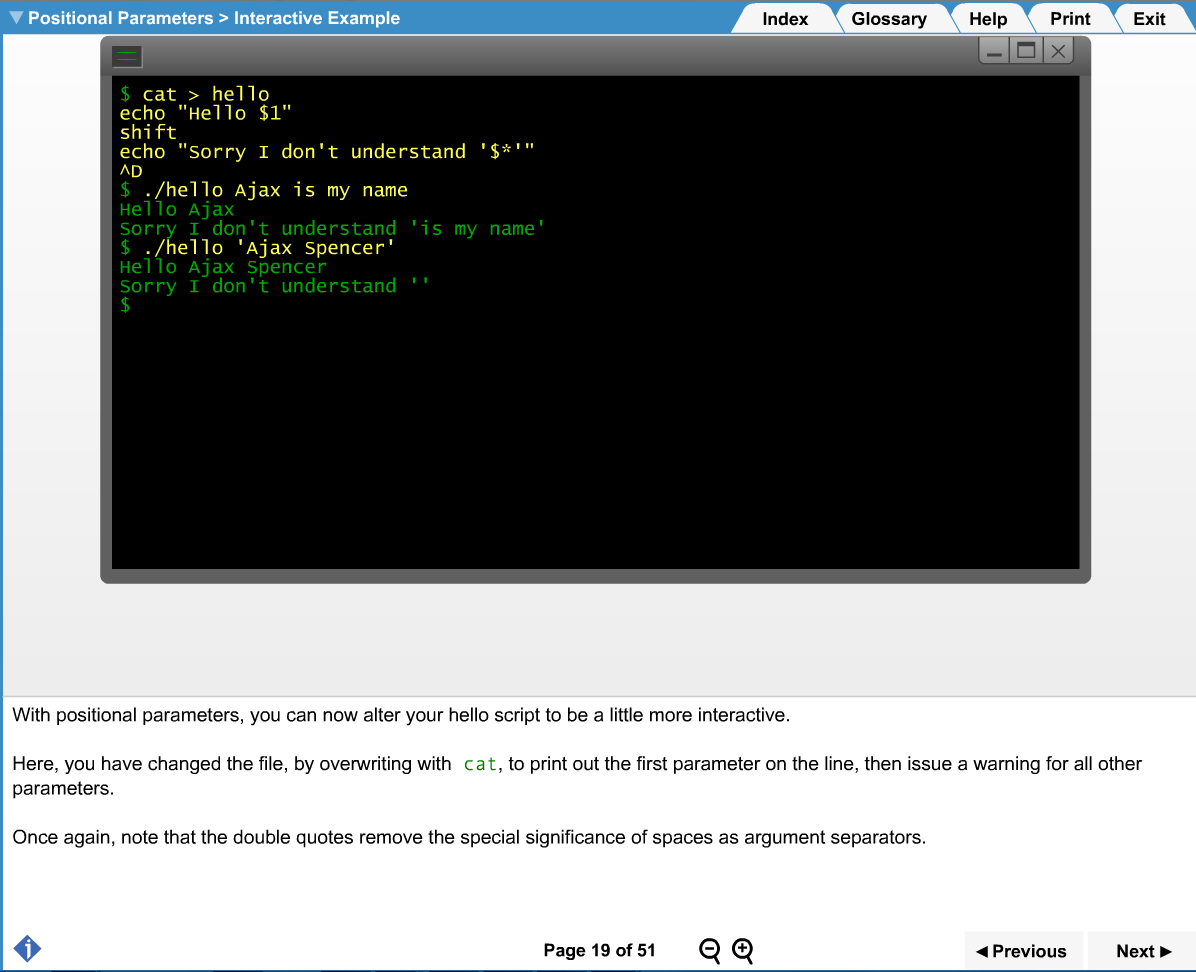 Positional Parameters > Interactive Example
Index Glossary Help Print Exit
$ cat > hello
echo "Hello $1"
shift
echo "Sorry I don't understand '$*'"
^D
$ ./hello Ajax is my name
Hello Ajax
Sorry I don't understand 'is my name'
$ ./hello 'Ajax Spencer'
Hello Ajax Spencer
Sorry I don't understand ''
$
With positional parameters, you can now alter your hello script to be a little more interactive.
Here, you have changed the file, by overwriting with cat, to print out the first parameter on the line, then issue a warning for all other
parameters.
Once again, note that the double quotes remove the special significance of spaces as argument separators.
i
Page 19 of 51
◄ Previous
Next ►